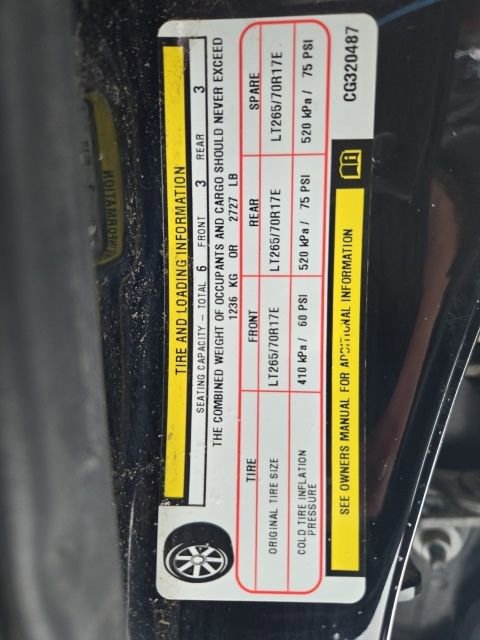 TIRE AND LOADING INFORMATION
SEATING CAPACITY - TOTAL 6 FRONT 3 REAR 3
THE COMBINED WEIGHT OF OCCUPANTS AND CARGO SHOULD NEVER EXCEED
1236 KG OR 2727 LB
TIRE FRONT REAR SPARE
ORIGINAL TIRE SIZE LT265/70R17E LT265/70R17E LT265/70R17E
COLD TIRE INFLATION PRESSURE 410 kPa / 60 PSI 520 kPa / 75 PSI 520 kPa / 75 PSI
SEE OWNERS MANUAL FOR ADDITIONAL INFORMATION
CG320487